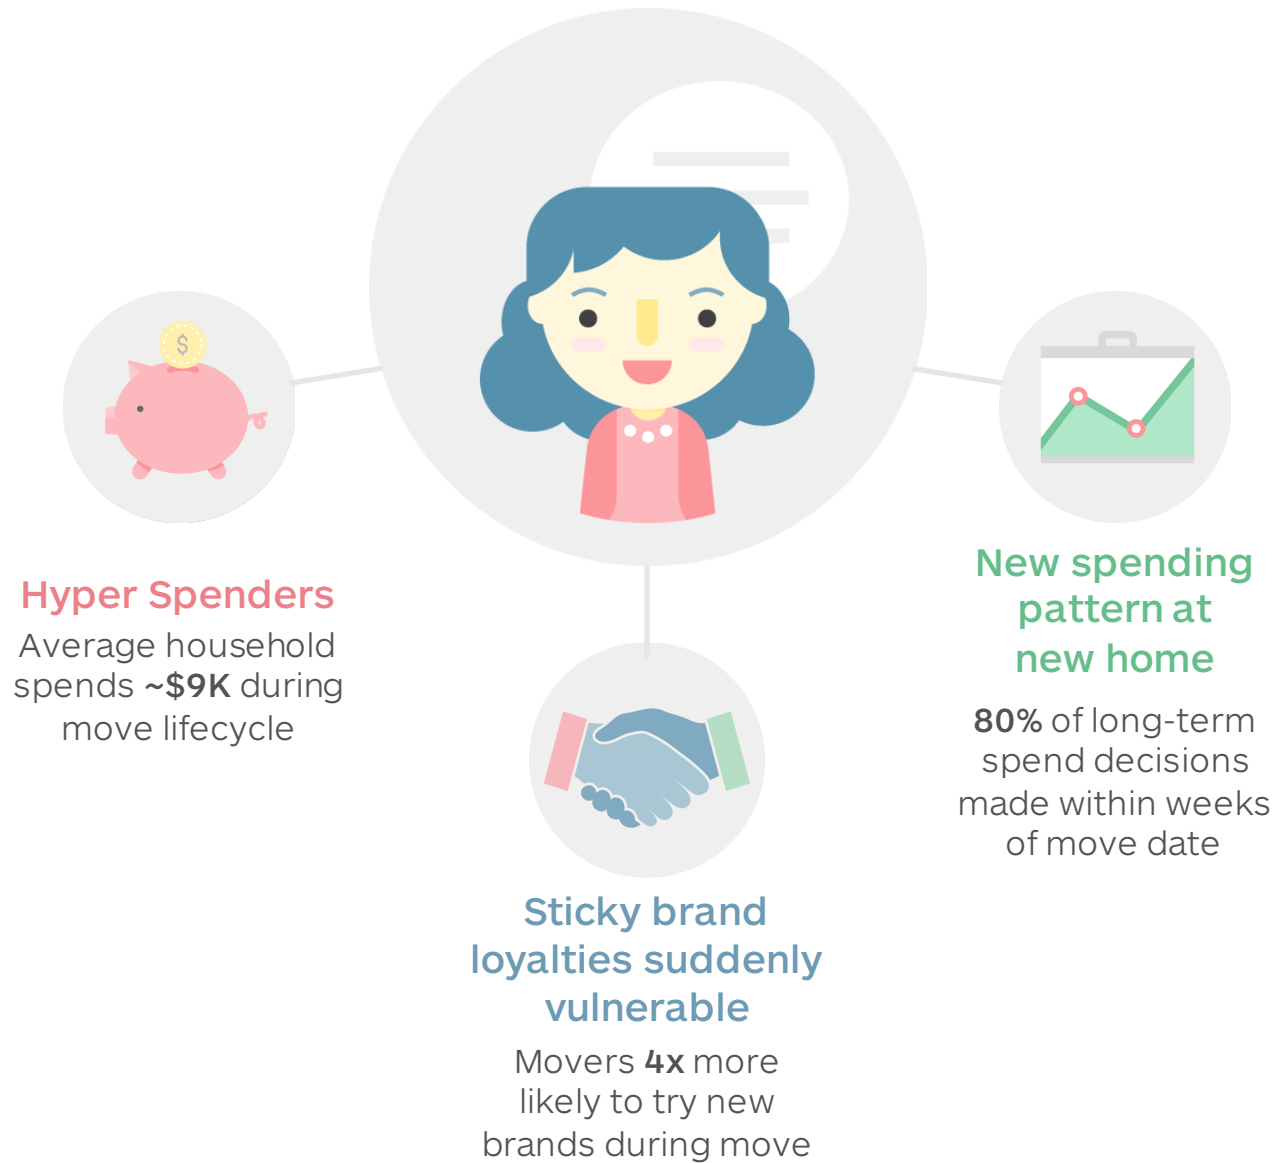 $
Hyper Spenders
Average household
spends ~$9K during
move lifecycle
Sticky brand
loyalties suddenly
vulnerable
Movers 4x more
likely to try new
brands during move
New spending
pattern at
new home
80% of long-term
spend decisions
made within weeks
of move date